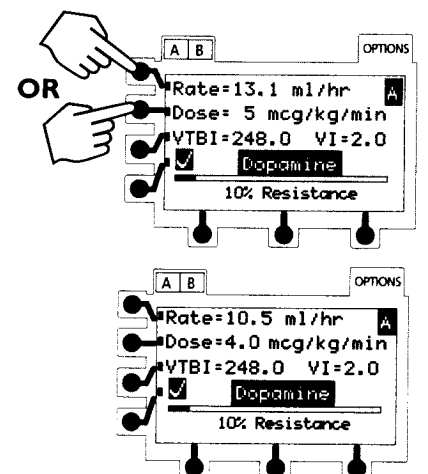 A B OPTIONS
OR
Rate=13.1 ml/hr A
Dose= 5 mcg/kg/min
VTBI=248.0 VI=2.0
Dopamine
10% Resistance
A B OPTIONS
Rate=10.5 ml/hr A
Dose=4.0 mcg/kg/min
VTBI=248.0 VI=2.0
Dopamine
10% Resistance